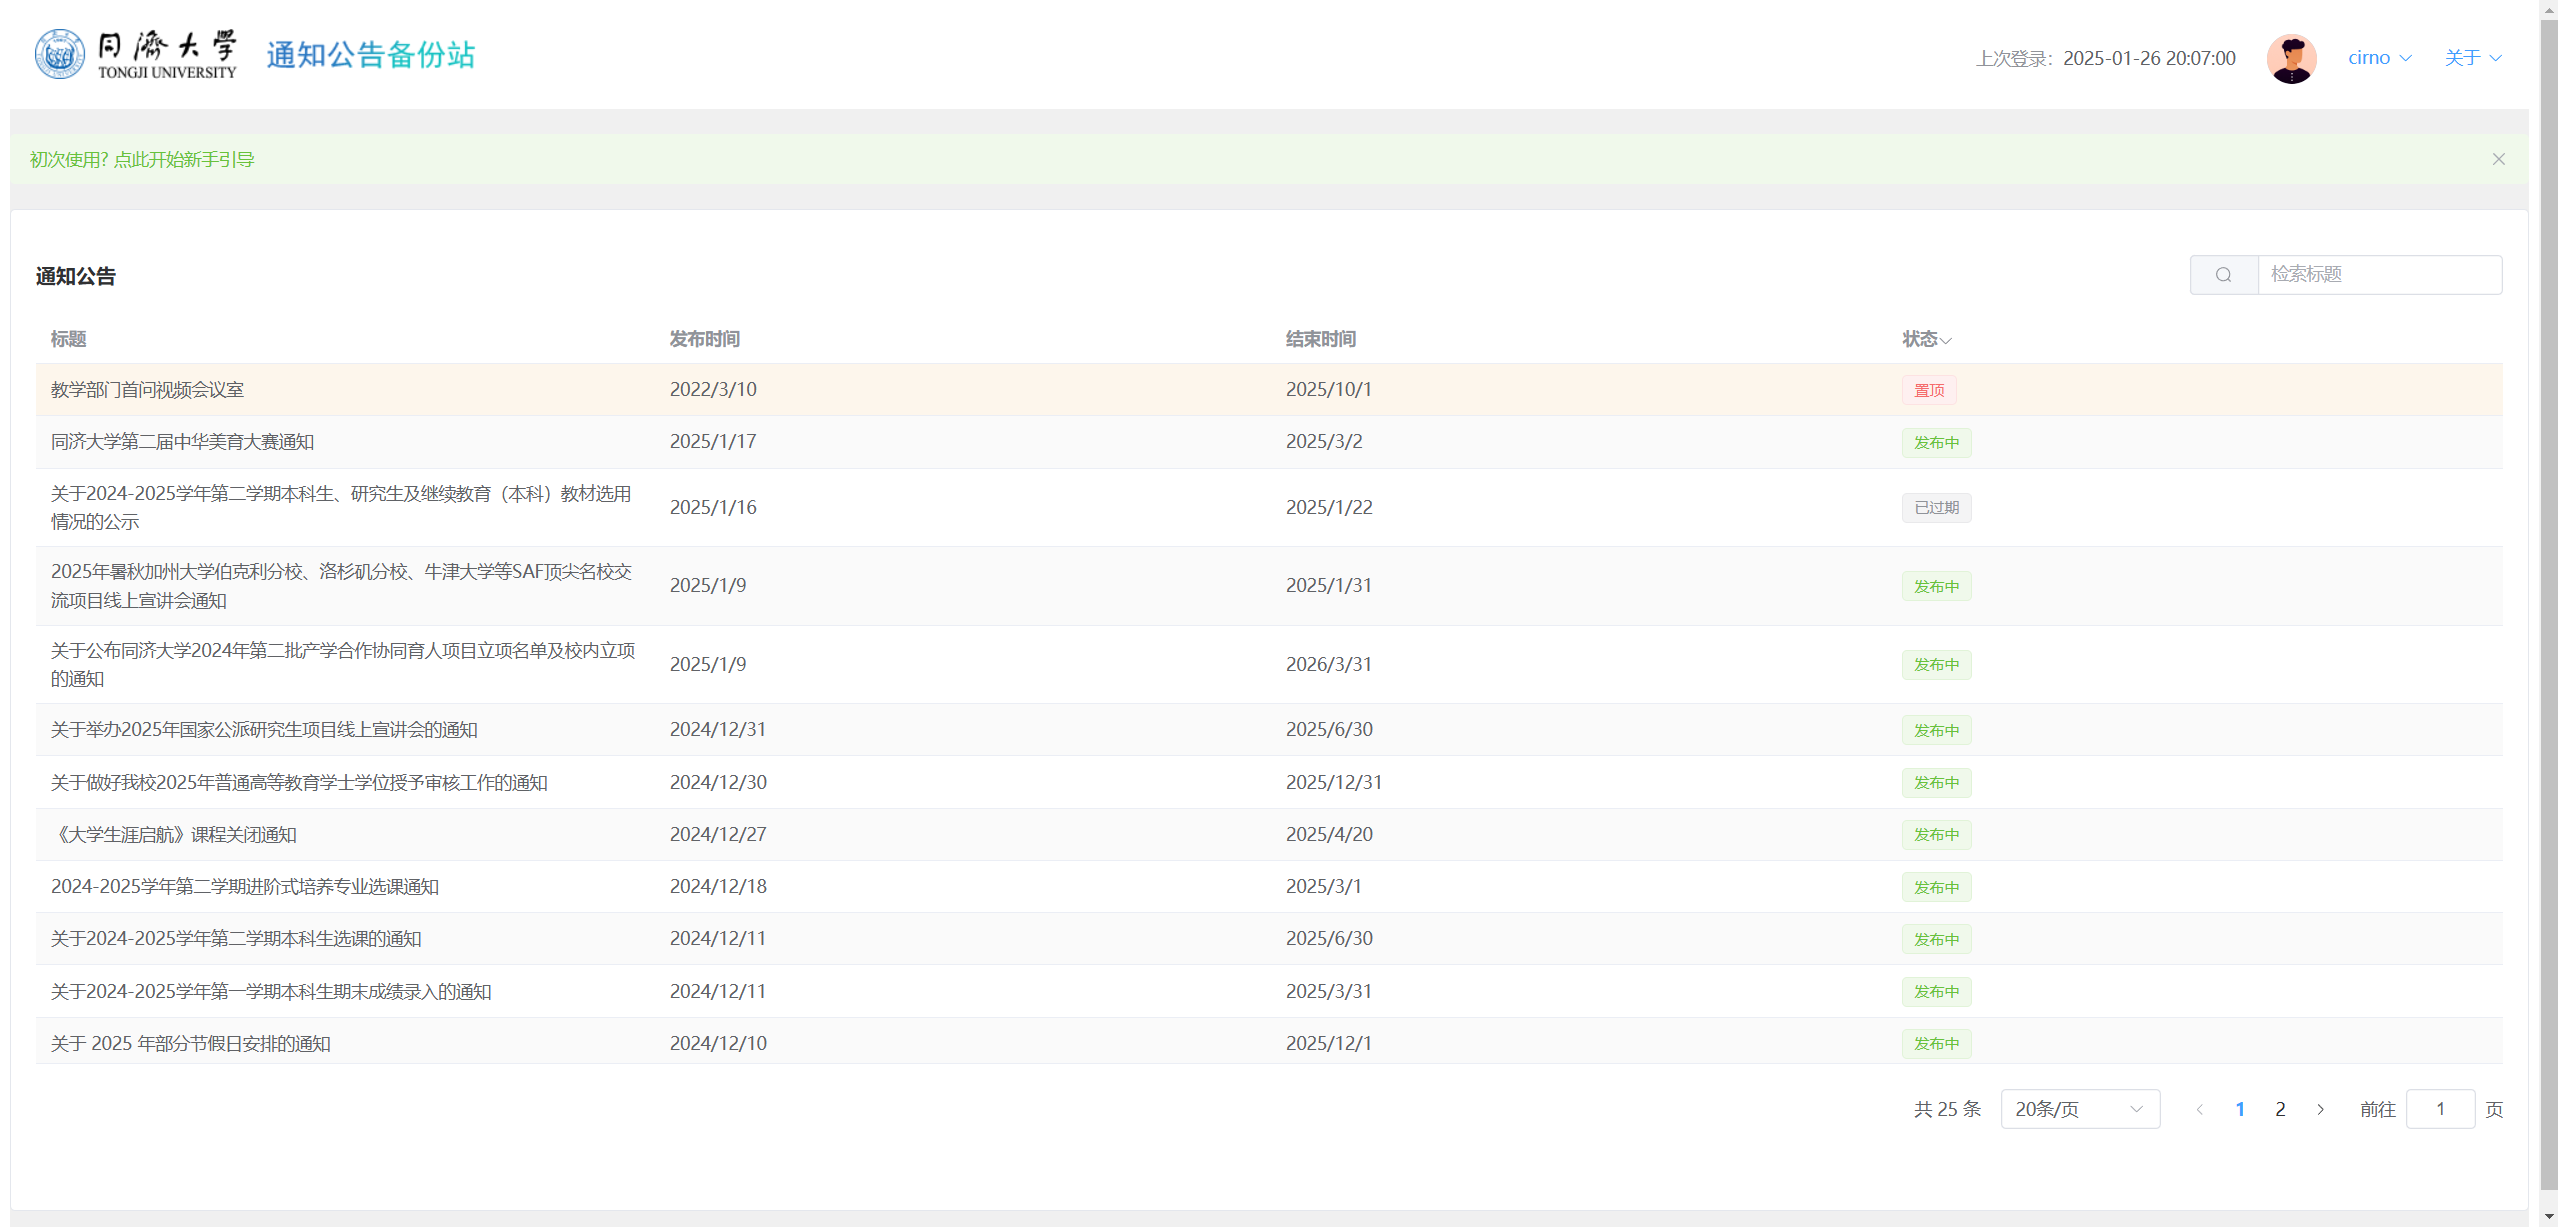 同濟大學
TONGJI UNIVERSITY
通知公告备份站
上次登录: 2025-01-26 20:07:00
cirno
关于
初次使用? 点此开始新手引导
通知公告
检索标题
标题 发布时间 结束时间 状态
教学部门首问视频会议室 2022/3/10 2025/10/1 置顶
同济大学第二届中华美育大赛通知 2025/1/17 2025/3/2 发布中
关于2024-2025学年第二学期本科生、研究生及继续教育（本科）教材选用
情况的公示 2025/1/16 2025/1/22 已过期
2025年暑秋加州大学伯克利分校、洛杉矶分校、牛津大学等SAF顶尖名校交
流项目线上宣讲会通知 2025/1/9 2025/1/31 发布中
关于公布同济大学2024年第二批产学合作协同育人项目立项名单及校内立项
的通知 2025/1/9 2026/3/31 发布中
关于举办2025年国家公派研究生项目线上宣讲会的通知 2024/12/31 2025/6/30 发布中
关于做好我校2025年普通高等教育学士学位授予审核工作的通知 2024/12/30 2025/12/31 发布中
《大学生涯启航》课程关闭通知 2024/12/27 2025/4/20 发布中
2024-2025学年第二学期进阶式培养专业选课通知 2024/12/18 2025/3/1 发布中
关于2024-2025学年第二学期本科生选课的通知 2024/12/11 2025/6/30 发布中
关于2024-2025学年第一学期本科生期末成绩录入的通知 2024/12/11 2025/3/31 发布中
关于 2025 年部分节假日安排的通知 2024/12/10 2025/12/1 发布中
共 25 条 20条/页 1 2 前往 1 页